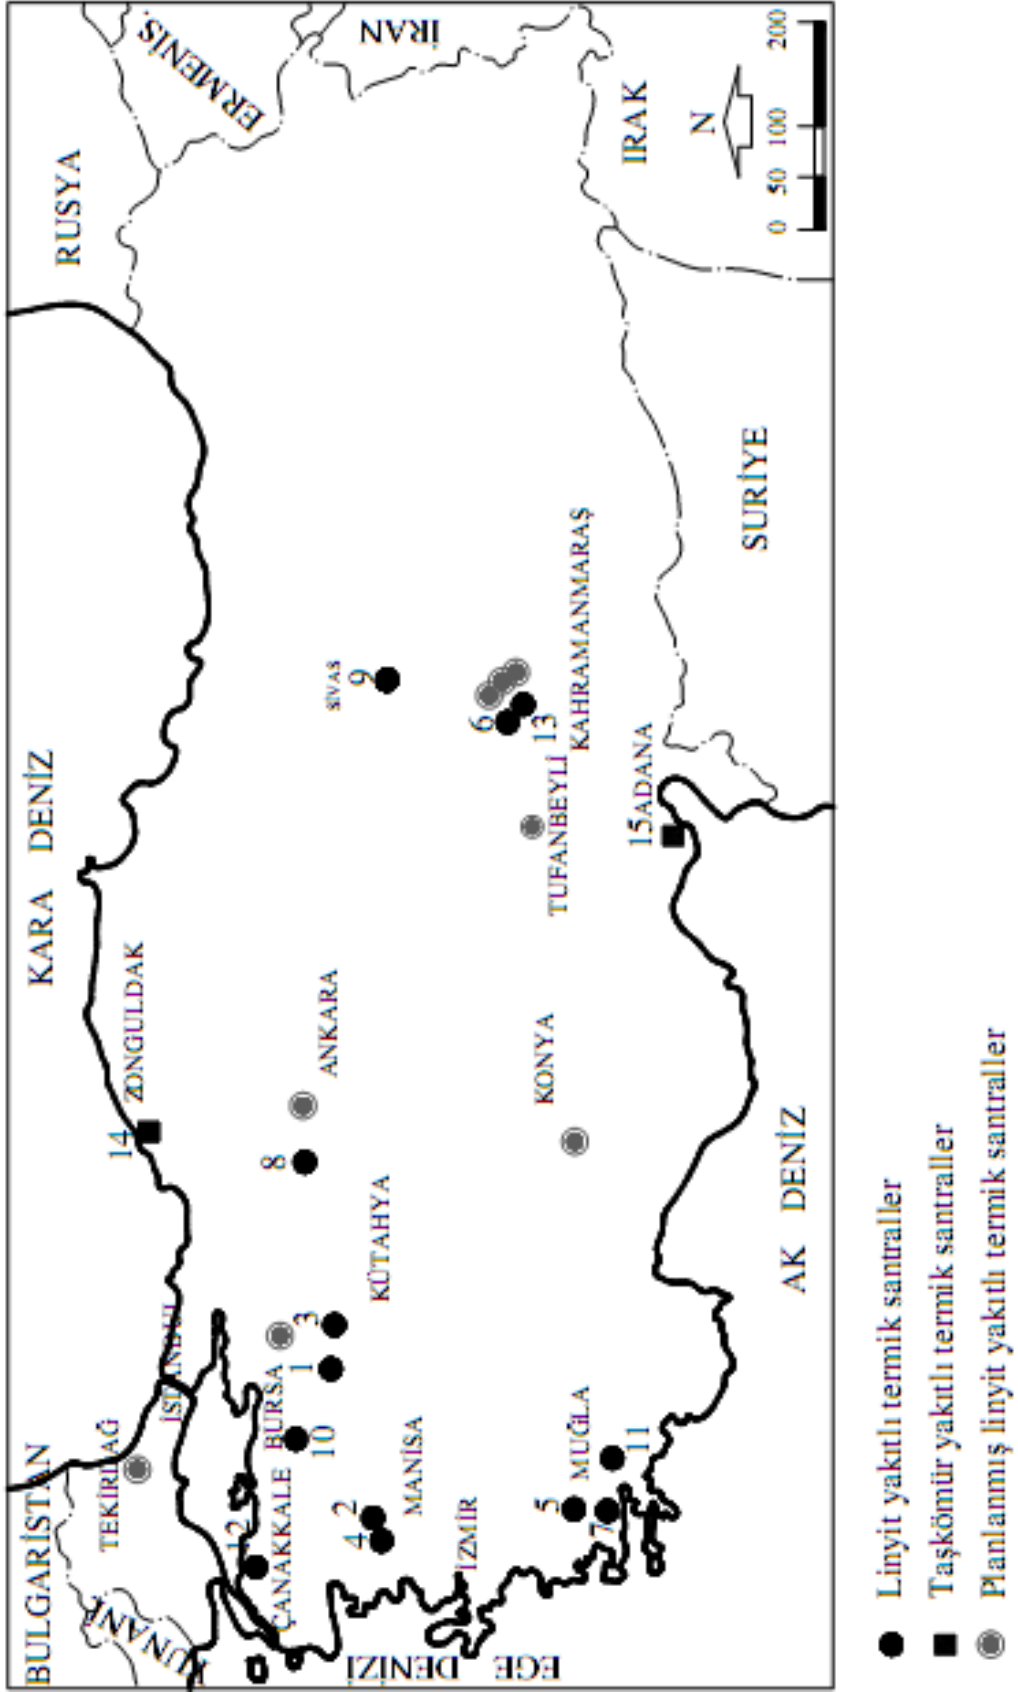 BULGARİSTAN
KARA DENİZ
RUSYA
ERMENİS.
İRAN
YUNANİ
TEKİRDAĞ
İSTANBUL
14
ZONGULDAK
12
ÇANAKKALE
BURSA
10
1
3
KÜTAHYA
8
ANKARA
SİVAS
9
4
2
MANİSA
İZMİR
EGE DENİZİ
5
MUĞLA
7
11
KONYA
TUFANBEYLİ
6
13
KAHRAMANMARAŞ
15
ADANA
AK DENİZ
SURİYE
IRAK
N
0 50 100 200
Linyit yakıtlı termik santraller
Taşkömür yakıtlı termik santraller
Planlanmış linyit yakıtlı termik santraller